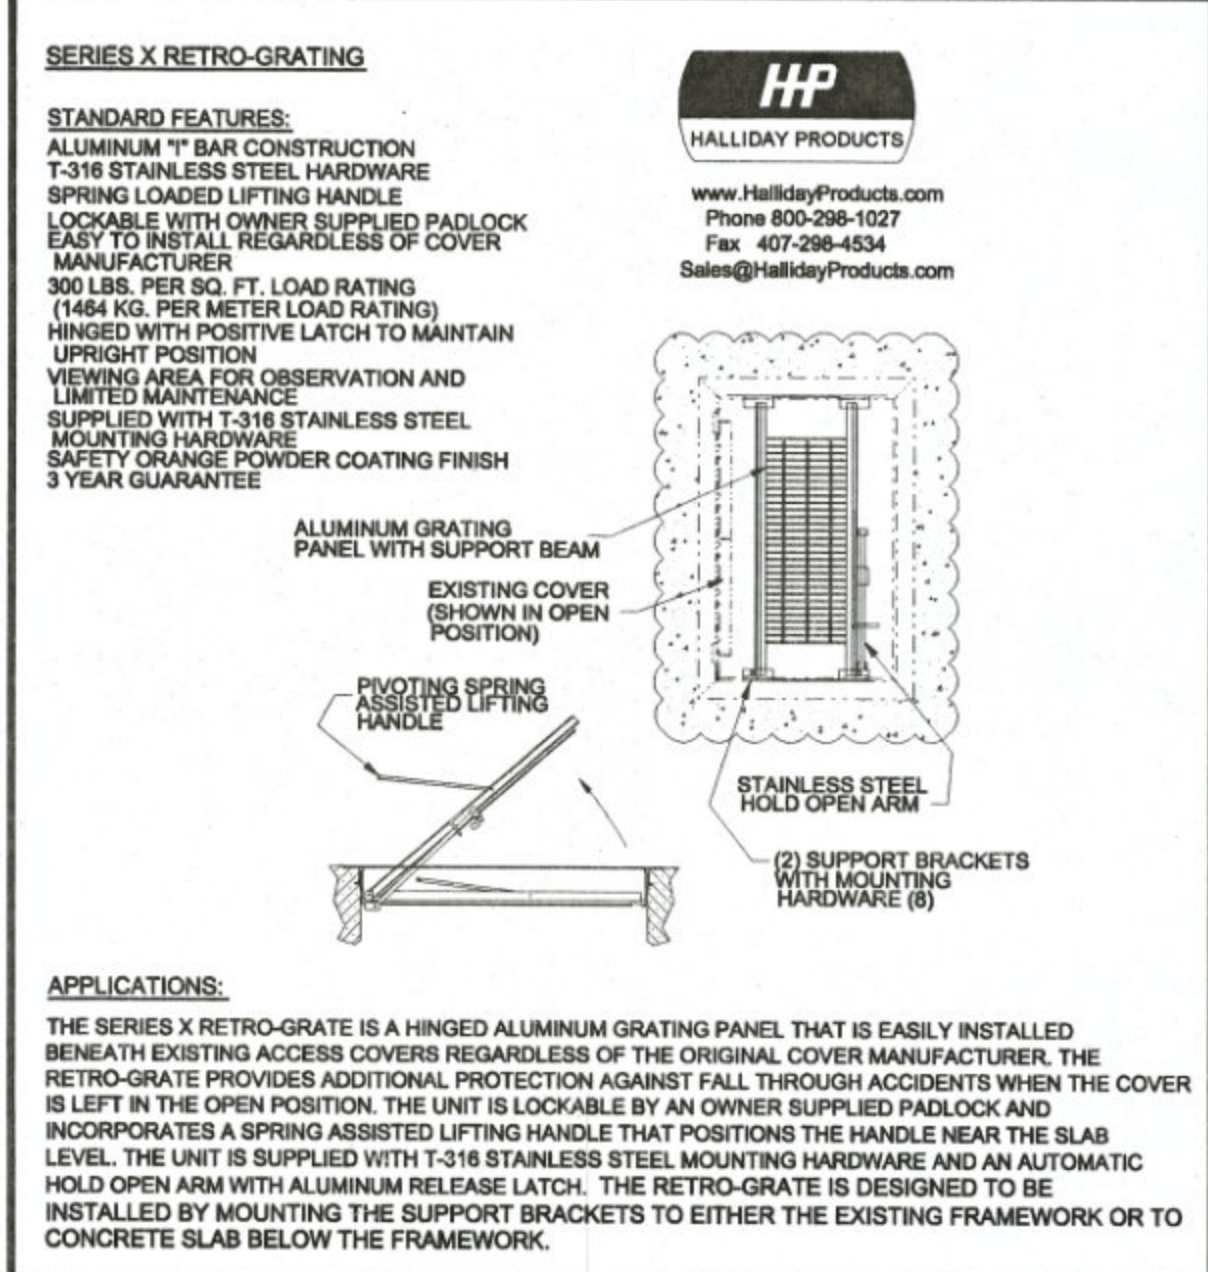 SERIES X RETRO-GRATING
STANDARD FEATURES:
ALUMINUM "I" BAR CONSTRUCTION
T-316 STAINLESS STEEL HARDWARE
SPRING LOADED LIFTING HANDLE
LOCKABLE WITH OWNER SUPPLIED PADLOCK
EASY TO INSTALL REGARDLESS OF COVER
MANUFACTURER
300 LBS. PER SQ. FT. LOAD RATING
(1464 KG. PER METER LOAD RATING)
HINGED WITH POSITIVE LATCH TO MAINTAIN
UPRIGHT POSITION
VIEWING AREA FOR OBSERVATION AND
LIMITED MAINTENANCE
SUPPLIED WITH T-316 STAINLESS STEEL
MOUNTING HARDWARE
SAFETY ORANGE POWDER COATING FINISH
3 YEAR GUARANTEE
HP
HALLIDAY PRODUCTS
www.HallidayProducts.com
Phone 800-298-1027
Fax 407-298-4534
Sales@HallidayProducts.com
ALUMINUM GRATING
PANEL WITH SUPPORT BEAM
EXISTING COVER
(SHOWN IN OPEN
POSITION)
PIVOTING SPRING
ASSISTED LIFTING
HANDLE
STAINLESS STEEL
HOLD OPEN ARM
(2) SUPPORT BRACKETS
WITH MOUNTING
HARDWARE (8)
APPLICATIONS:
THE SERIES X RETRO-GRATE IS A HINGED ALUMINUM GRATING PANEL THAT IS EASILY INSTALLED
BENEATH EXISTING ACCESS COVERS REGARDLESS OF THE ORIGINAL COVER MANUFACTURER. THE
RETRO-GRATE PROVIDES ADDITIONAL PROTECTION AGAINST FALL THROUGH ACCIDENTS WHEN THE COVER
IS LEFT IN THE OPEN POSITION. THE UNIT IS LOCKABLE BY AN OWNER SUPPLIED PADLOCK AND
INCORPORATES A SPRING ASSISTED LIFTING HANDLE THAT POSITIONS THE HANDLE NEAR THE SLAB
LEVEL. THE UNIT IS SUPPLIED WITH T-316 STAINLESS STEEL MOUNTING HARDWARE AND AN AUTOMATIC
HOLD OPEN ARM WITH ALUMINUM RELEASE LATCH. THE RETRO-GRATE IS DESIGNED TO BE
INSTALLED BY MOUNTING THE SUPPORT BRACKETS TO EITHER THE EXISTING FRAMEWORK OR TO
CONCRETE SLAB BELOW THE FRAMEWORK.